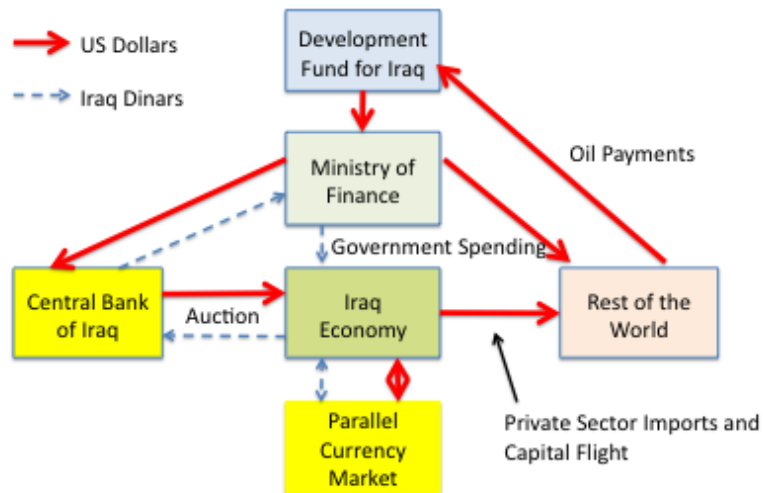 US Dollars
Iraq Dinars
Development
Fund for Iraq
Oil Payments
Ministry of
Finance
Government Spending
Central Bank
of Iraq
Auction
Iraq
Economy
Rest of the
World
Parallel
Currency
Market
Private Sector Imports and
Capital Flight